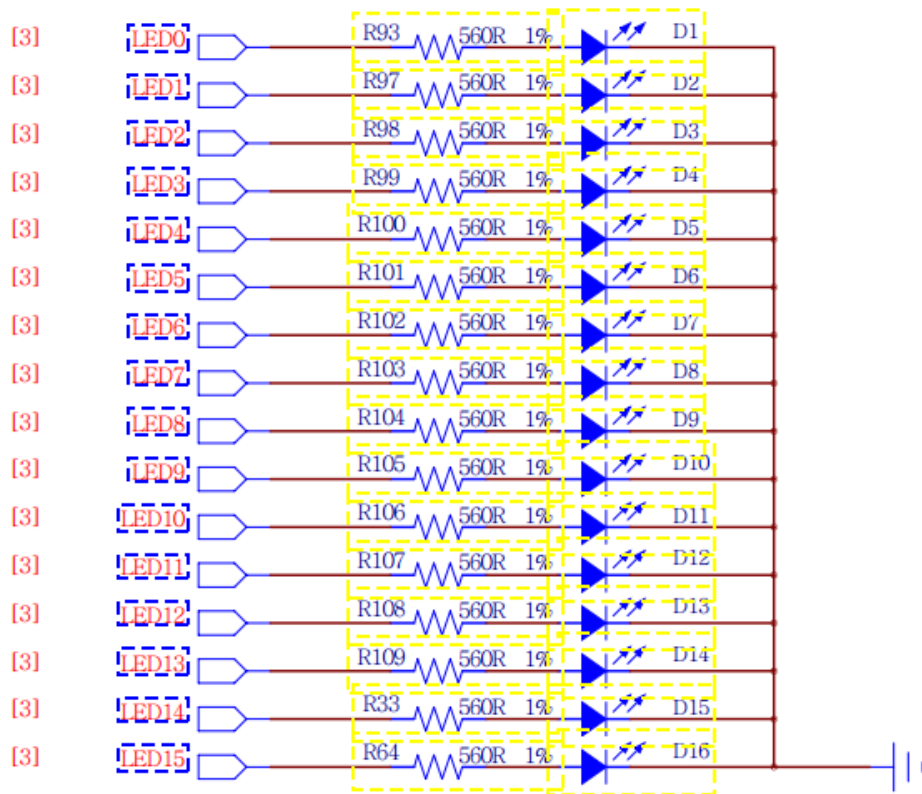 [3] LED0 R93 560R 1% D1
[3] LED1 R97 560R 1% D2
[3] LED2 R98 560R 1% D3
[3] LED3 R99 560R 1% D4
[3] LED4 R100 560R 1% D5
[3] LED5 R101 560R 1% D6
[3] LED6 R102 560R 1% D7
[3] LED7 R103 560R 1% D8
[3] LED8 R104 560R 1% D9
[3] LED9 R105 560R 1% D10
[3] LED10 R106 560R 1% D11
[3] LED11 R107 560R 1% D12
[3] LED12 R108 560R 1% D13
[3] LED13 R109 560R 1% D14
[3] LED14 R33 560R 1% D15
[3] LED15 R64 560R 1% D16